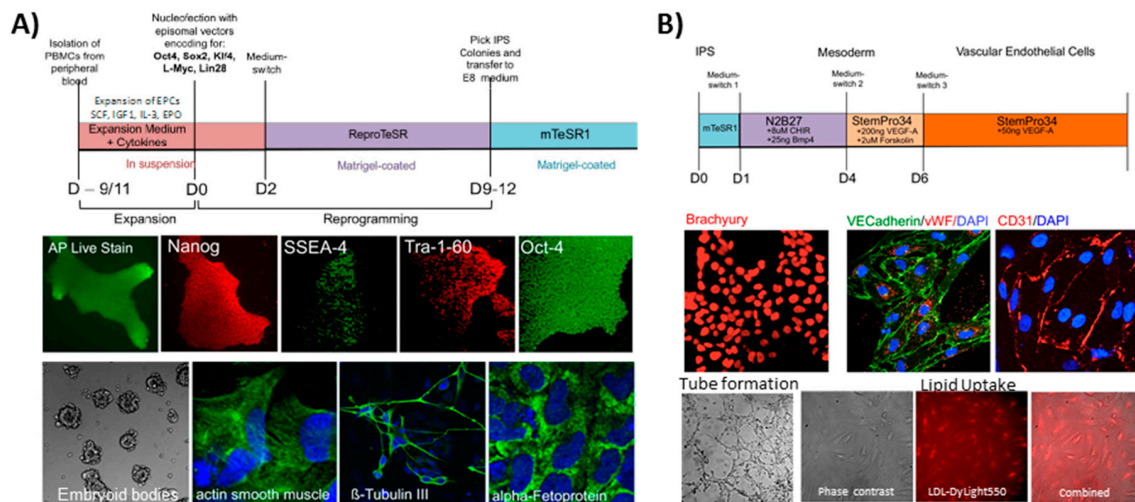 A)
Isolation of
PBMCs from
peripheral
blood
Nucleofection with
episomal vectors
encoding for:
Oct4, Sox2, Klf4,
L-Myc, Lin28
Medium-
switch
Pick IPS
Colonies and
transfer to
E8 medium
Expansion of EPCs
SCF, IGF1, IL-3, EPO
Expansion Medium
+ Cytokines
ReproTeSR
mTeSR1
In suspension
Matrigel-coated
Matrigel-coated
D – 9/11
D0
D2
D9-12
Expansion
Reprogramming
AP Live Stain
Nanog
SSEA-4
Tra-1-60
Oct-4
Embryoid bodies
actin smooth muscle
ß-Tubulin III
alpha-Fetoprotein
B)
IPS
Mesoderm
Vascular Endothelial Cells
Medium-
switch 1
Medium-
switch 2
Medium-
switch 3
mTeSR1
N2B27
+8uM CHIR
+25ng Bmp4
StemPro34
+200ng VEGF-A
+2uM Forskolin
StemPro34
+50ng VEGF-A
D0
D1
D4
D6
Brachyury
VECadherin/vWF/DAPI
CD31/DAPI
Tube formation
Lipid Uptake
Phase contrast
LDL-DyLight550
Combined